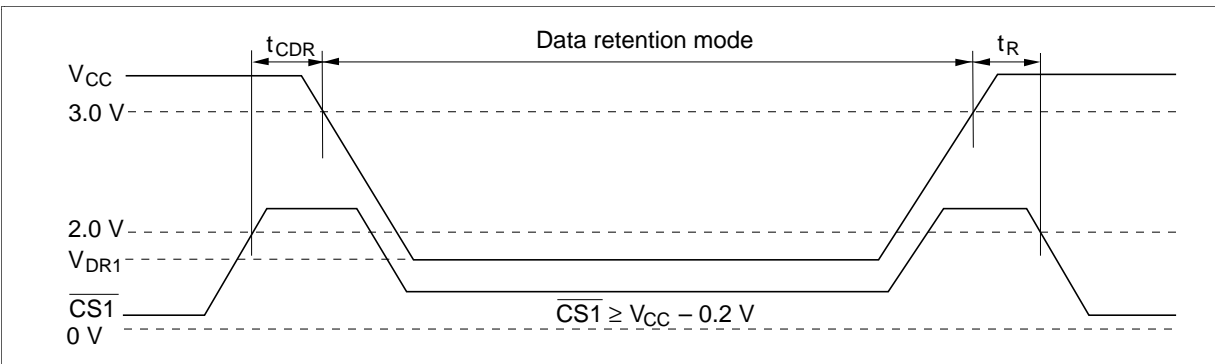 tCDR Data retention mode tR
VCC
3.0 V
2.0 V
VDR1
CS1
CS1 ≥ VCC – 0.2 V
0 V